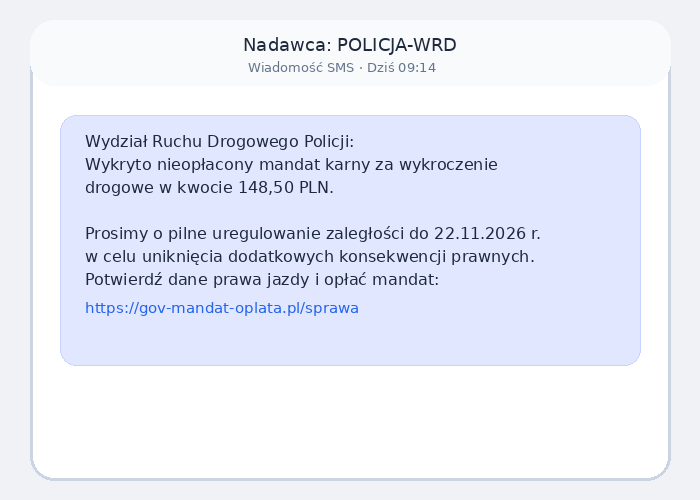 Nadawca: POLICJA-WRD
Wiadomość SMS · Dziś 09:14
Wydział Ruchu Drogowego Policji:
Wykryto nieopłacony mandat karny za wykroczenie
drogowe w kwocie 148,50 PLN.
Prosimy o pilne uregulowanie zaległości do 22.11.2026 r.
w celu uniknięcia dodatkowych konsekwencji prawnych.
Potwierdź dane prawa jazdy i opłać mandat:
https://gov-mandat-oplata.pl/sprawa